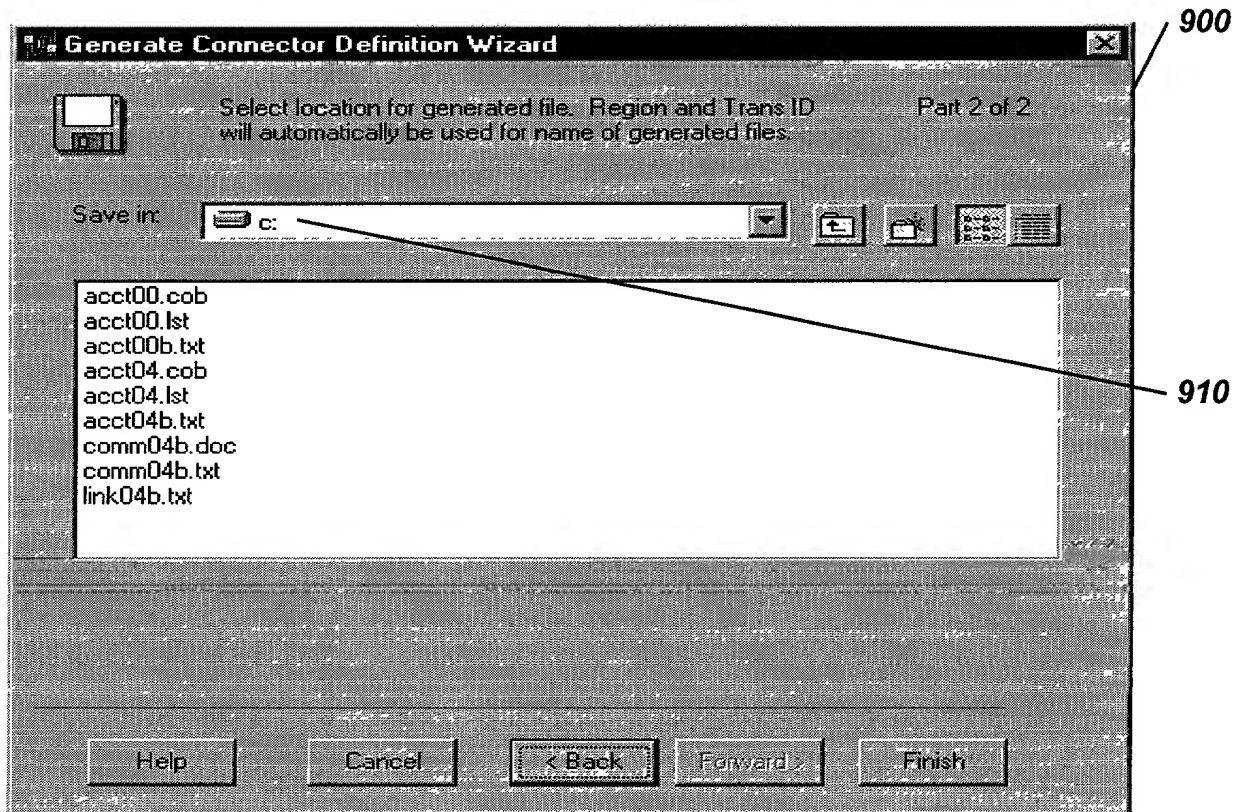 900
Generate Connector Definition Wizard
Select location for generated file. Region and Trans ID
will automatically be used for name of generated files.
Part 2 of 2
Save in:
c:
acct00.cob
acct00.lst
acct00b.txt
acct04.cob
acct04.lst
acct04b.txt
comm04b.doc
comm04b.txt
link04b.txt
910
Help
Cancel
< Back
Forward >
Finish